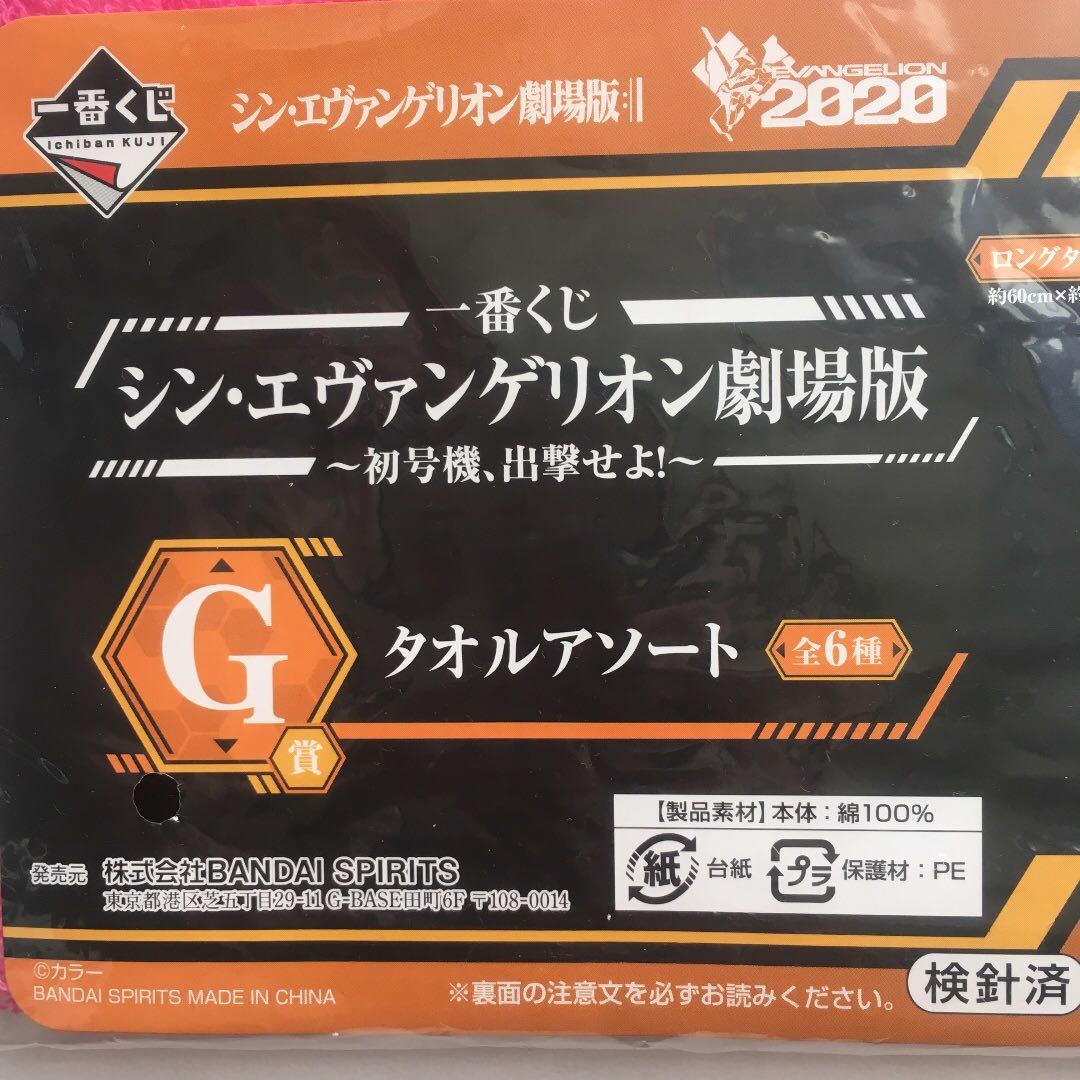 一番くじ
Ichiban KUJI
シン・エヴァンゲリオン劇場版:||
EVANGELION
2020
ロングタ
約60cm×約
一番くじ
シン・エヴァンゲリオン劇場版
～初号機、出撃せよ!～
G
賞
タオルアソート
全6種
【製品素材】本体：綿100%
紙
台紙
プラ
保護材：PE
発売元 株式会社BANDAI SPIRITS
東京都港区芝五丁目29-11 G-BASE田町6F 〒108-0014
©カラー
BANDAI SPIRITS MADE IN CHINA
※裏面の注意文を必ずお読みください。
検針済